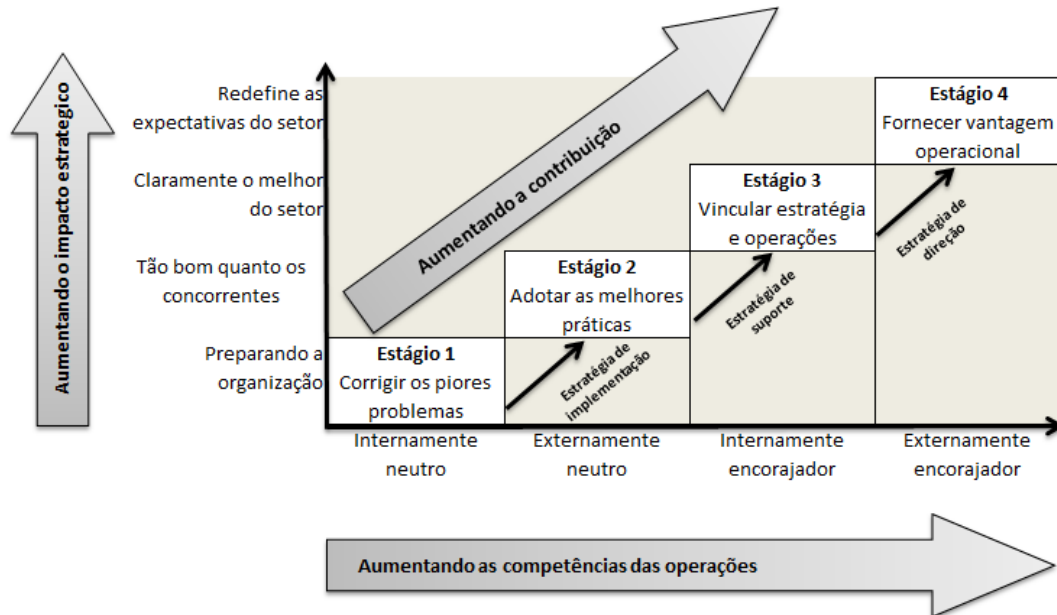 Aumentando o impacto estrategico
Redefine as
expectativas do setor
Claramente o melhor
do setor
Tão bom quanto os
concorrentes
Preparando a
organização
Aumentando a contribuição
Estágio 4
Fornecer vantagem
operacional
Estágio 3
Vincular estratégia
e operações
Estratégia de
direção
Estágio 2
Adotar as melhores
práticas
Estratégia de
suporte
Estágio 1
Corrigir os piores
problemas
Estratégia de
implementação
Internamente
neutro
Externamente
neutro
Internamente
encorajador
Externamente
encorajador
Aumentando as competências das operações